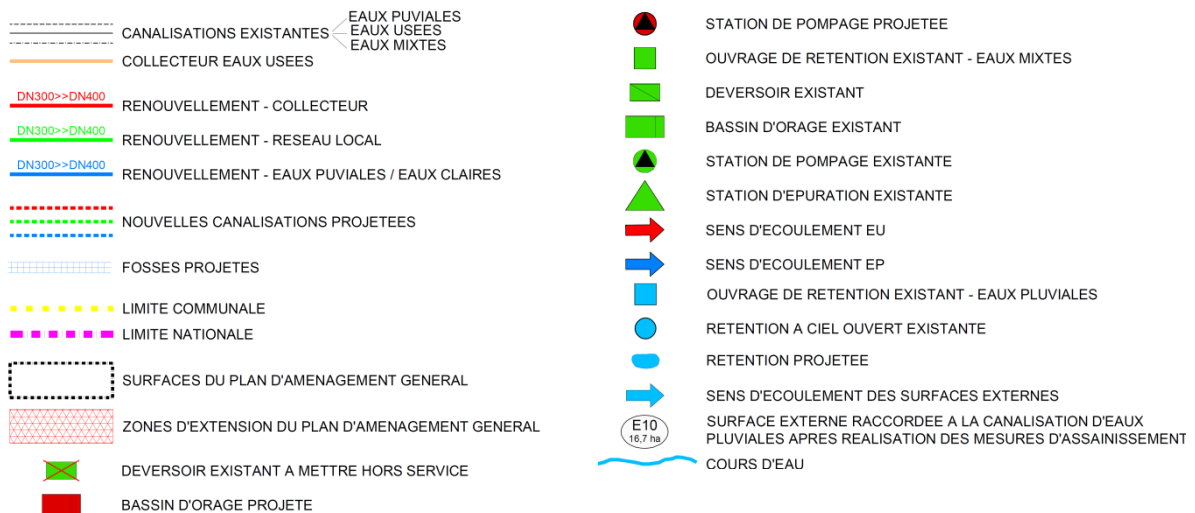 CANALISATIONS EXISTANTES
EAUX PUVIALES
EAUX USEES
EAUX MIXTES
COLLECTEUR EAUX USEES
DN300>>DN400
RENOUVELLEMENT - COLLECTEUR
DN300>>DN400
RENOUVELLEMENT - RESEAU LOCAL
DN300>>DN400
RENOUVELLEMENT - EAUX PUVIALES / EAUX CLAIRES
NOUVELLES CANALISATIONS PROJETEES
FOSSES PROJETES
LIMITE COMMUNALE
LIMITE NATIONALE
SURFACES DU PLAN D'AMENAGEMENT GENERAL
ZONES D'EXTENSION DU PLAN D'AMENAGEMENT GENERAL
DEVERSOIR EXISTANT A METTRE HORS SERVICE
BASSIN D'ORAGE PROJETE
STATION DE POMPAGE PROJETEE
OUVRAGE DE RETENTION EXISTANT - EAUX MIXTES
DEVERSOIR EXISTANT
BASSIN D'ORAGE EXISTANT
STATION DE POMPAGE EXISTANTE
STATION D'EPURATION EXISTANTE
SENS D'ECOULEMENT EU
SENS D'ECOULEMENT EP
OUVRAGE DE RETENTION EXISTANT - EAUX PLUVIALES
RETENTION A CIEL OUVERT EXISTANTE
RETENTION PROJETEE
SENS D'ECOULEMENT DES SURFACES EXTERNES
E10
16,7 ha
SURFACE EXTERNE RACCORDEE A LA CANALISATION D'EAUX
PLUVIALES APRES REALISATION DES MESURES D'ASSAINISSEMENT
COURS D'EAU